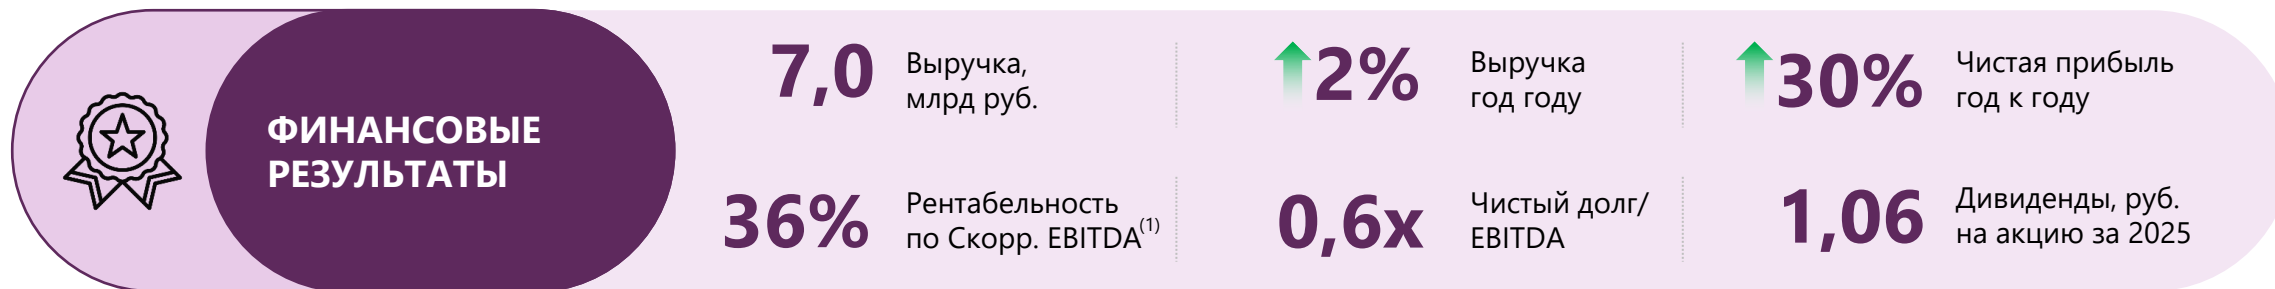 ФИНАНСОВЫЕ
РЕЗУЛЬТАТЫ
7,0
Выручка,
млрд руб.
2%
Выручка
год году
30%
Чистая прибыль
год к году
36%
Рентабельность
по Скорр. EBITDA(1)
0,6x
Чистый долг/
EBITDA
1,06
Дивиденды, руб.
на акцию за 2025